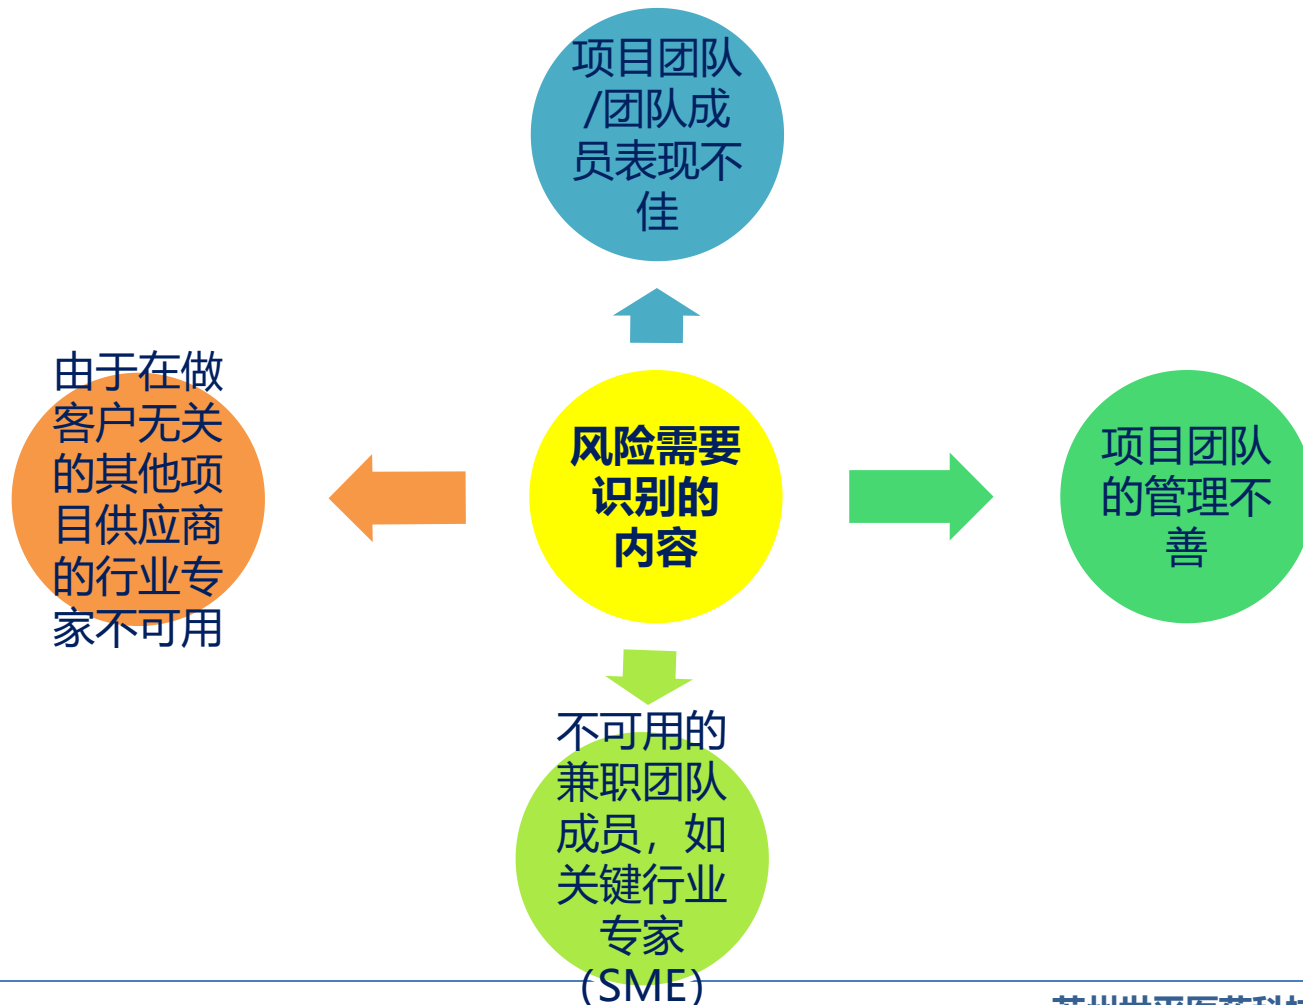 项目团队
/团队成
员表现不
佳
由于在做
客户无关
的其他项
目供应商
的行业专
家不可用
风险需要
识别的
内容
项目团队
的管理不
善
不可用的
兼职团队
成员，如
关键行业
专家
（SME）